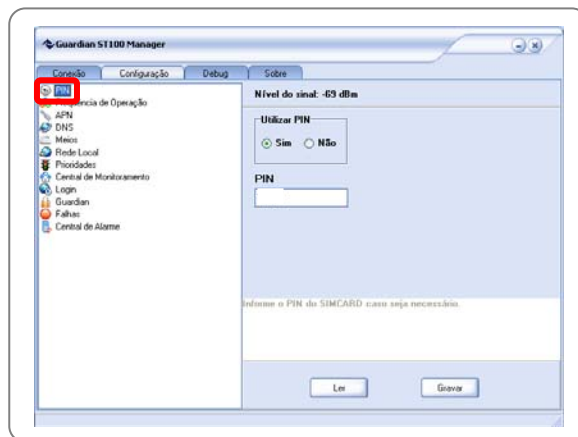 Guardian ST100 Manager
Conexão Configuração Debug Sobre
PIN
Frequência de Operação
APN
DNS
Meios
Rede Local
Prioridades
Central de Monitoramento
Login
Guardian
Falhas
Central de Alarme
Nível do sinal: -69 dBm
Utilizar PIN
Sim Não
PIN
Informe o PIN do SIMCARD caso seja necessário.
Ler Gravar